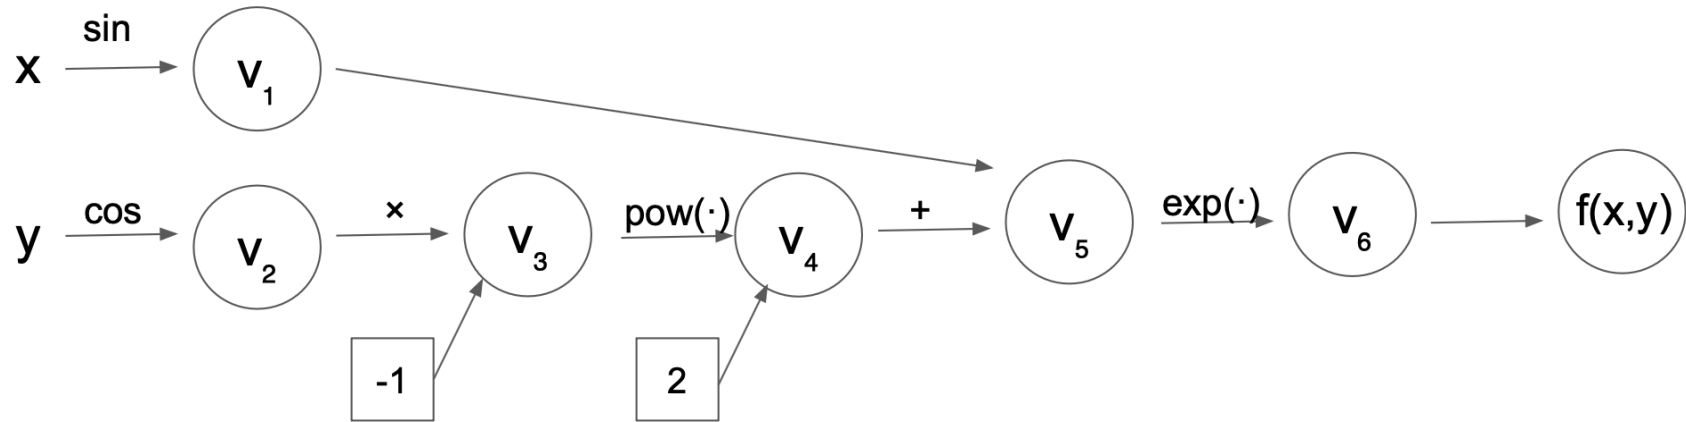 sin
x
v1
y
cos
v2
×
v3
pow(·)
v4
+
v5
exp(·)
v6
f(x,y)
-1
2